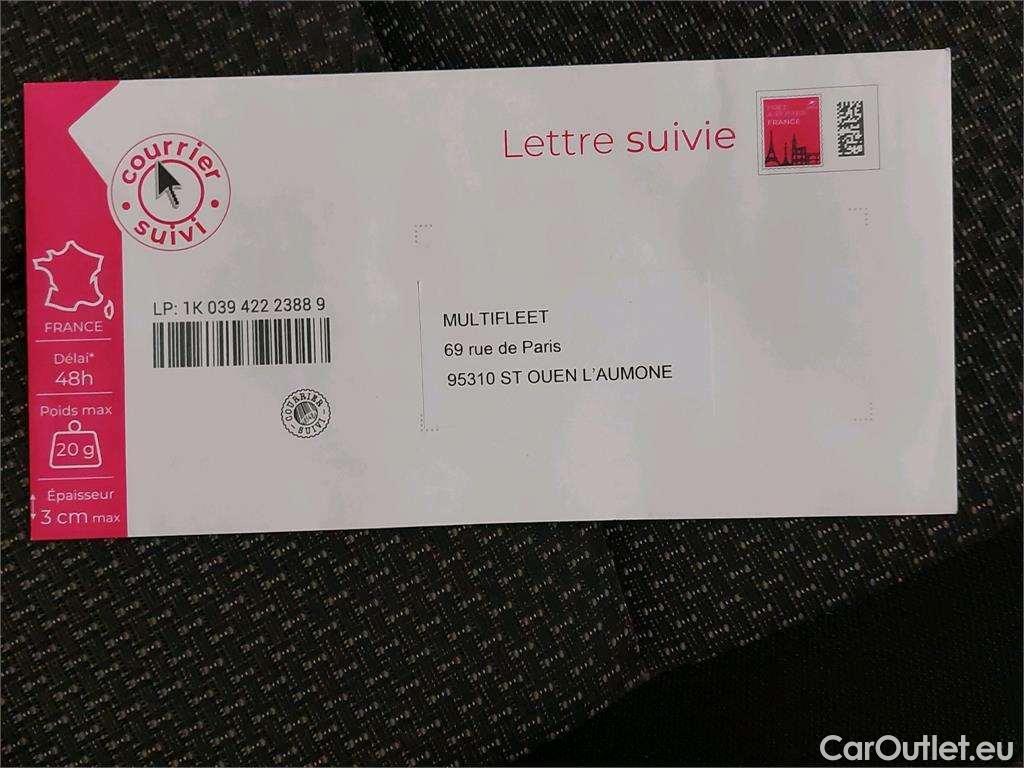 Lettre suivie
FRANCE
courrier
suivi
LP: 1K 039 422 2388 9
FRANCE
Délai*
48h
Poids max
20 g
Épaisseur
3 cm max
MULTIFLEET
69 rue de Paris
95310 ST OUEN L'AUMONE
COURRIER
SUIVI
CarOutlet.eu